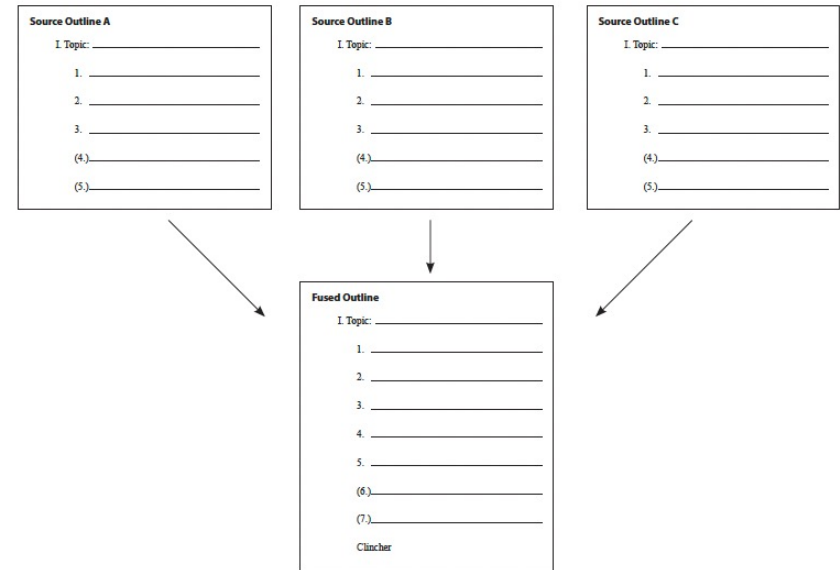 Source Outline A
I. Topic:
1.
2.
3.
(4.)
(5.)
Source Outline B
I. Topic:
1.
2.
3.
(4.)
(5.)
Source Outline C
I. Topic:
1.
2.
3.
(4.)
(5.)
Fused Outline
I. Topic:
1.
2.
3.
4.
5.
(6.)
(7.)
Clincher